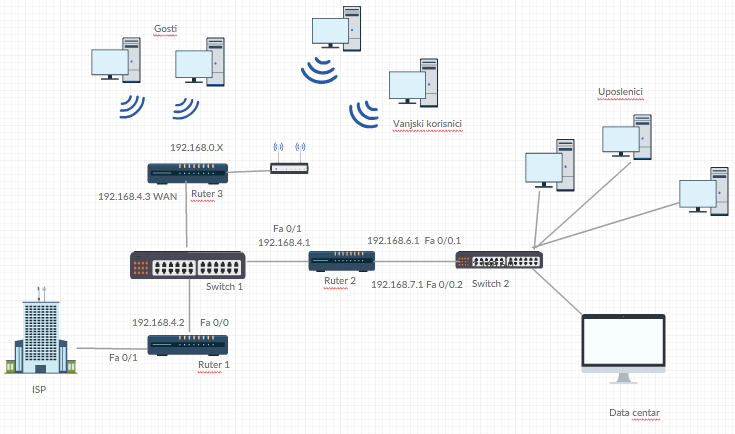 Gosti
Vanjski korisnici
Uposlenici
192.168.0.X
192.168.4.3 WAN
Ruter 3
Fa 0/1
192.168.4.1
192.168.6.1 Fa 0/0.1
Switch 1
Ruter 2
192.168.7.1 Fa 0/0.2
Switch 2
192.168.4.2 Fa 0/0
Fa 0/1
Ruter 1
ISP
Data centar